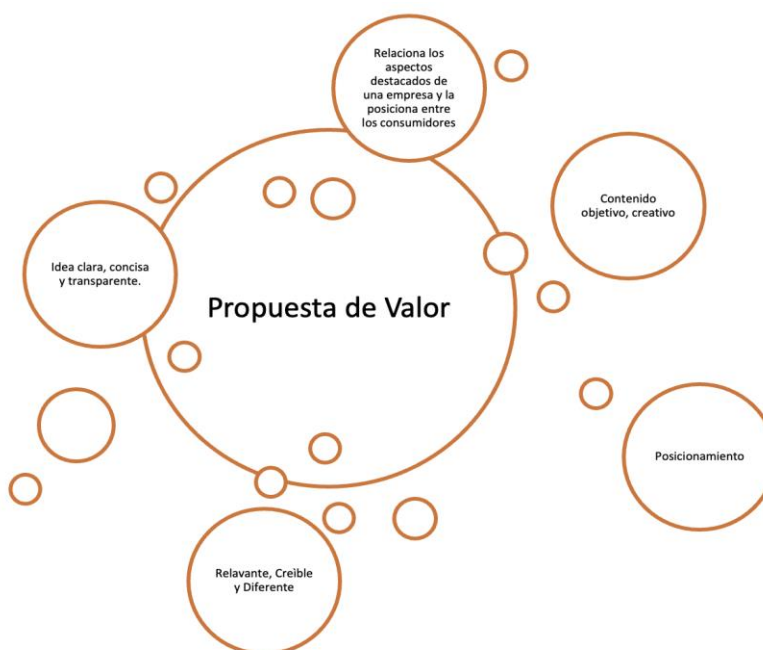 Relaciona los
aspectos
destacados de
una empresa y la
posiciona entre
los consumidores
Contenido
objetivo, creativo
Idea clara, concisa
y transparente.
Propuesta de Valor
Posicionamiento
Relavante, Creìble
y Diferente